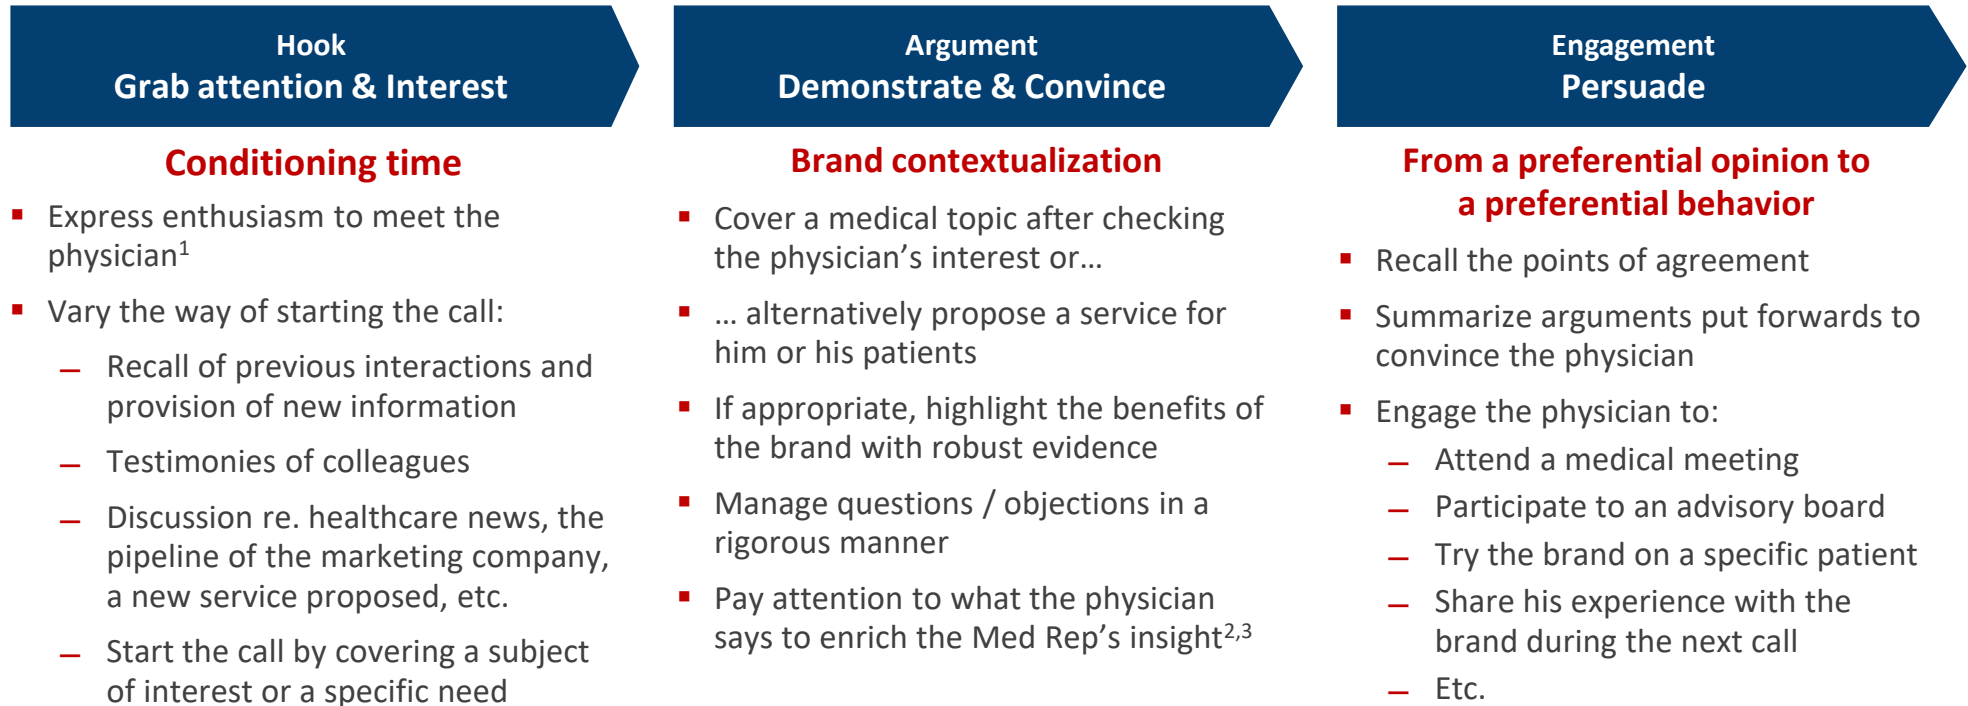 Hook
Grab attention & Interest
Conditioning time
▪ Express enthusiasm to meet the
physician¹
▪ Vary the way of starting the call:
– Recall of previous interactions and
provision of new information
– Testimonies of colleagues
– Discussion re. healthcare news, the
pipeline of the marketing company,
a new service proposed, etc.
– Start the call by covering a subject
of interest or a specific need
Argument
Demonstrate & Convince
Brand contextualization
▪ Cover a medical topic after checking
the physician’s interest or…
▪ … alternatively propose a service for
him or his patients
▪ If appropriate, highlight the benefits of
the brand with robust evidence
▪ Manage questions / objections in a
rigorous manner
▪ Pay attention to what the physician
says to enrich the Med Rep’s insight²,³
Engagement
Persuade
From a preferential opinion to
a preferential behavior
▪ Recall the points of agreement
▪ Summarize arguments put forwards to
convince the physician
▪ Engage the physician to:
– Attend a medical meeting
– Participate to an advisory board
– Try the brand on a specific patient
– Share his experience with the
brand during the next call
– Etc.